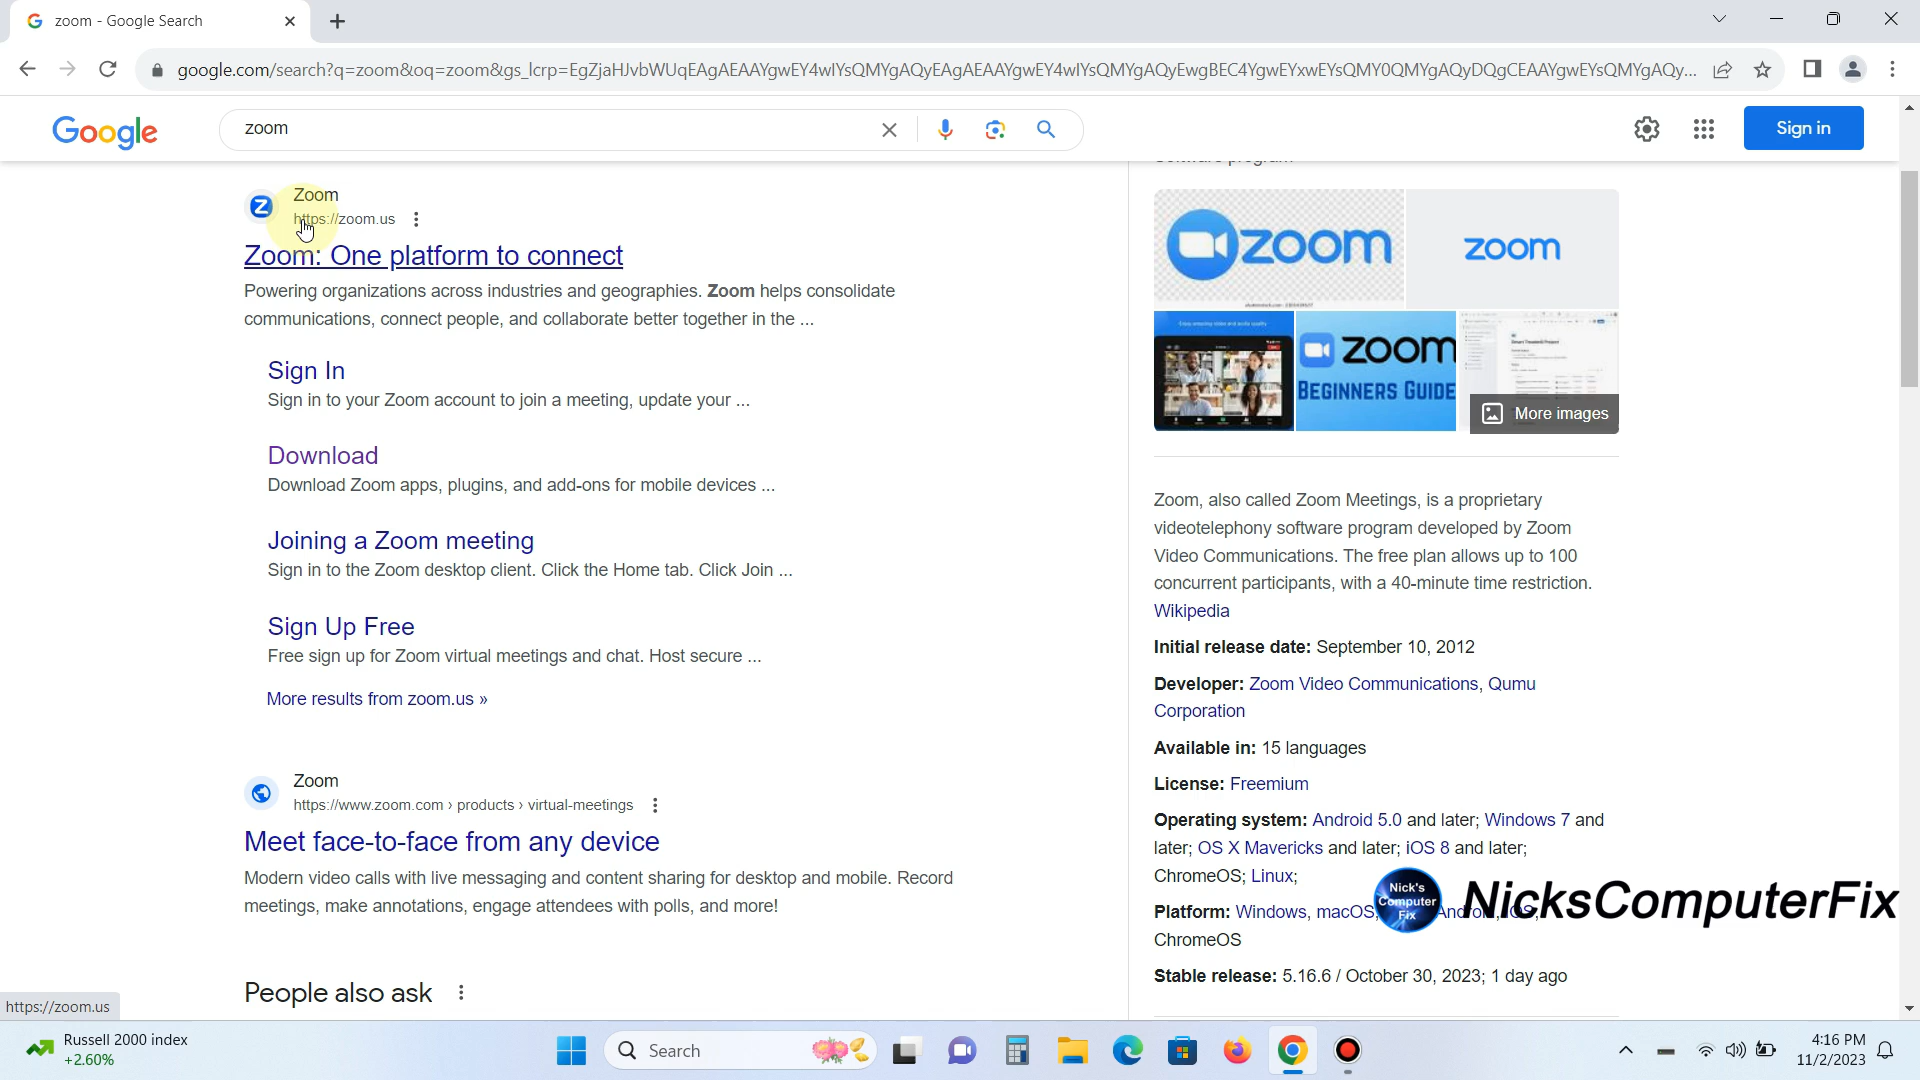 zoom - Google Search
google.com/search?q=zoom&oq=zoom&gs_lcrp=EgZjaHJvbWUqEAgAEAAYgwEY4wIYsQMYgAQyEAgAEAAYgwEY4wIYsQMYgAQyEwgBEC4YgwEYxwEYsQMY0QMYgAQyDQgCEAAYgwEYsQMYgAQy...
Google
zoom
Sign in
Zoom
https://zoom.us
Zoom: One platform to connect
Powering organizations across industries and geographies. Zoom helps consolidate
communications, connect people, and collaborate better together in the ...
Sign In
Sign in to your Zoom account to join a meeting, update your ...
Download
Download Zoom apps, plugins, and add-ons for mobile devices ...
Joining a Zoom meeting
Sign in to the Zoom desktop client. Click the Home tab. Click Join ...
Sign Up Free
Free sign up for Zoom virtual meetings and chat. Host secure ...
More results from zoom.us »
Zoom
https://www.zoom.com › products › virtual-meetings
Meet face-to-face from any device
Modern video calls with live messaging and content sharing for desktop and mobile. Record
meetings, make annotations, engage attendees with polls, and more!
People also ask
https://zoom.us
zoom
zoom
zoom
BEGINNERS GUIDE
More images
Zoom, also called Zoom Meetings, is a proprietary
videotelephony software program developed by Zoom
Video Communications. The free plan allows up to 100
concurrent participants, with a 40-minute time restriction.
Wikipedia
Initial release date: September 10, 2012
Developer: Zoom Video Communications, Qumu
Corporation
Available in: 15 languages
License: Freemium
Operating system: Android 5.0 and later; Windows 7 and
later; OS X Mavericks and later; iOS 8 and later;
ChromeOS; Linux;
Platform: Windows, macOS,
ChromeOS
Stable release: 5.16.6 / October 30, 2023; 1 day ago
Nick's
Computer
Fix
NicksComputerFix
Russell 2000 index
+2.60%
Search
4:16 PM
11/2/2023